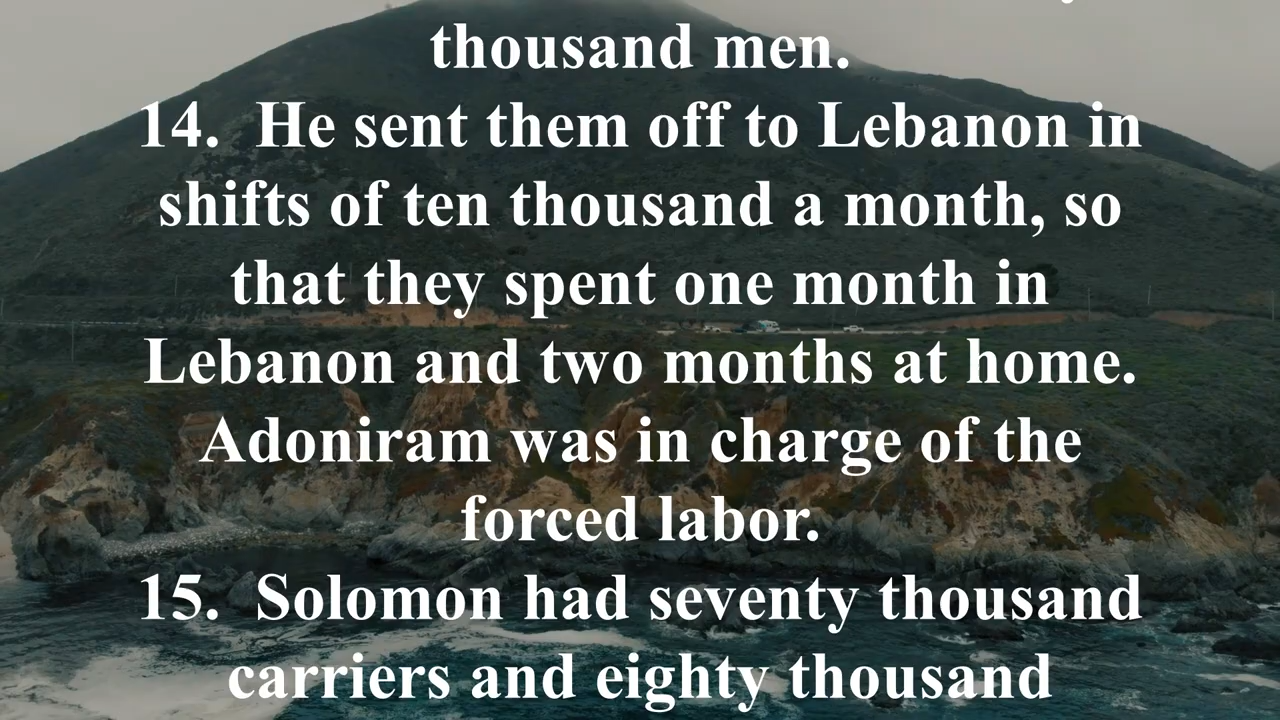 thousand men.
14. He sent them off to Lebanon in
shifts of ten thousand a month, so
that they spent one month in
Lebanon and two months at home.
Adoniram was in charge of the
forced labor.
15. Solomon had seventy thousand
carriers and eighty thousand